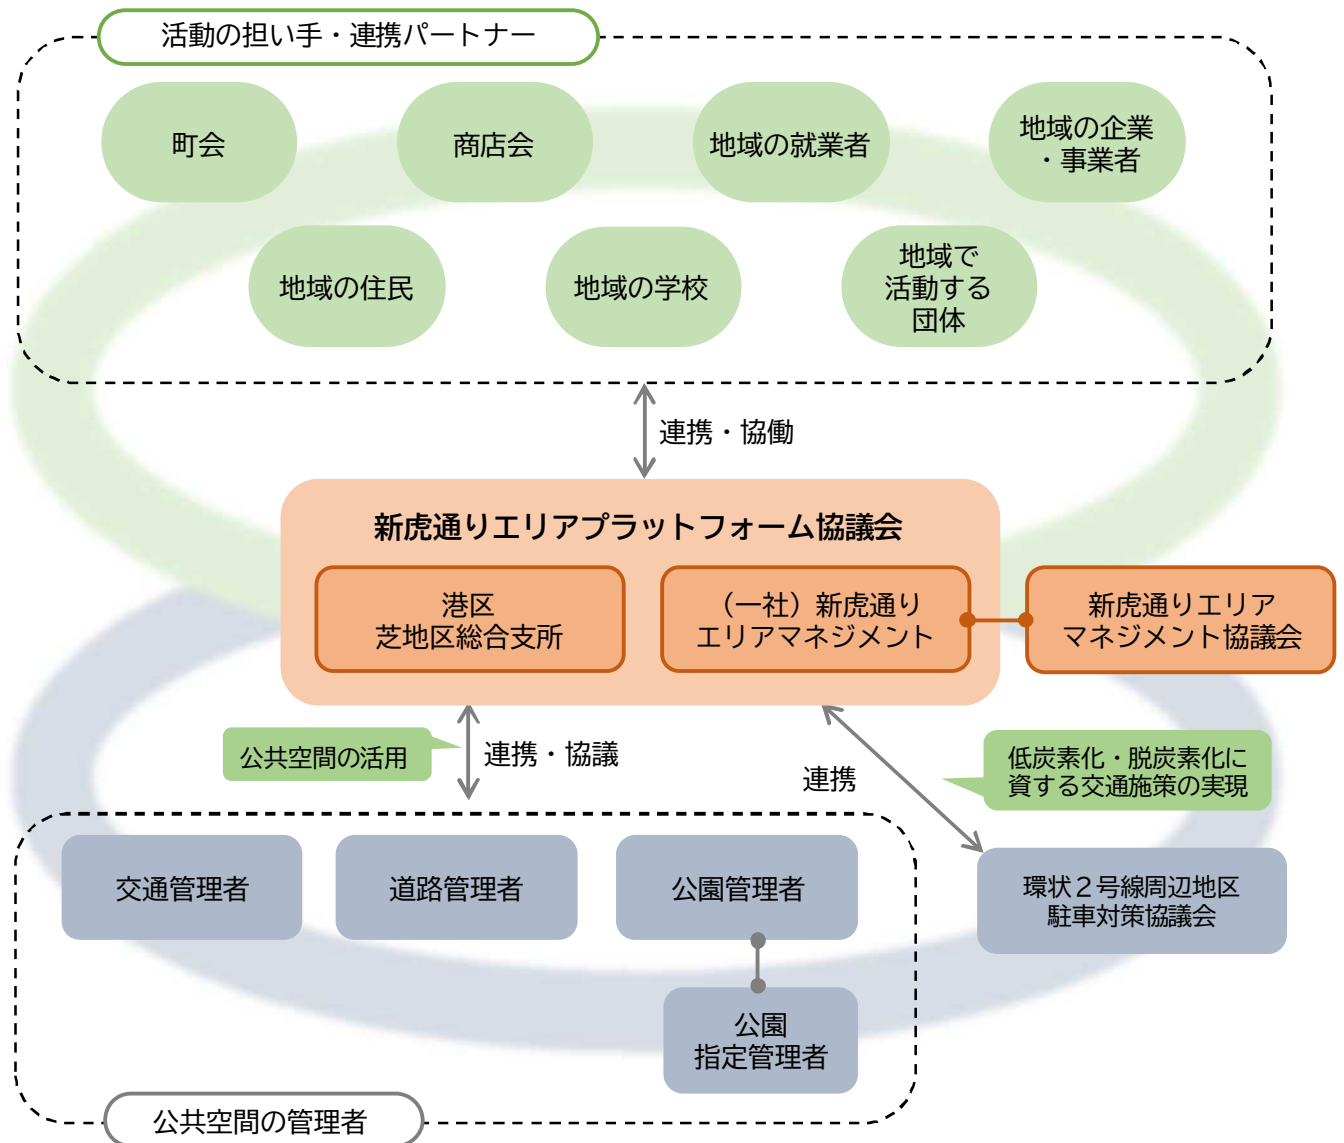 活動の担い手・連携パートナー
町会
商店会
地域の就業者
地域の企業
・事業者
地域の住民
地域の学校
地域で
活動する
団体
連携・協働
新虎通りエリアプラットフォーム協議会
港区
芝地区総合支所
（一社）新虎通り
エリアマネジメント
新虎通りエリア
マネジメント協議会
公共空間の活用
連携・協議
連携
低炭素化・脱炭素化に
資する交通施策の実現
交通管理者
道路管理者
公園管理者
環状２号線周辺地区
駐車対策協議会
公園
指定管理者
公共空間の管理者